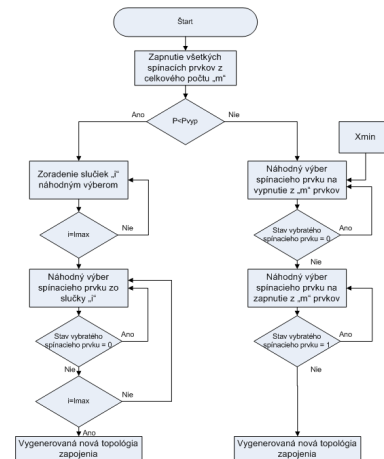 Štart
Zapnutie všetkých
spínacích prvkov z
celkového počtu „m“
Ano
P<Pvyp
Nie
Xmin
Zoradenie slučiek „i“
náhodným výberom
i=Imax
Nie
Náhodný výber
spínacieho prvku zo
slučky „i“
Stav vybratého
spínacieho prvku = 0
Ano
Nie
i=Imax
Nie
Ano
Vygenerovaná nová topológia
zapojenia
Náhodný výber
spínacieho prvku na
vypnutie z „m“ prvkov
Stav vybratého
spínacieho prvku = 0
Ano
Nie
Náhodný výber
spínacieho prvku na
zapnutie z „m“ prvkov
Stav vybratého
spínacieho prvku = 1
Ano
Nie
Vygenerovaná nová topológia
zapojenia